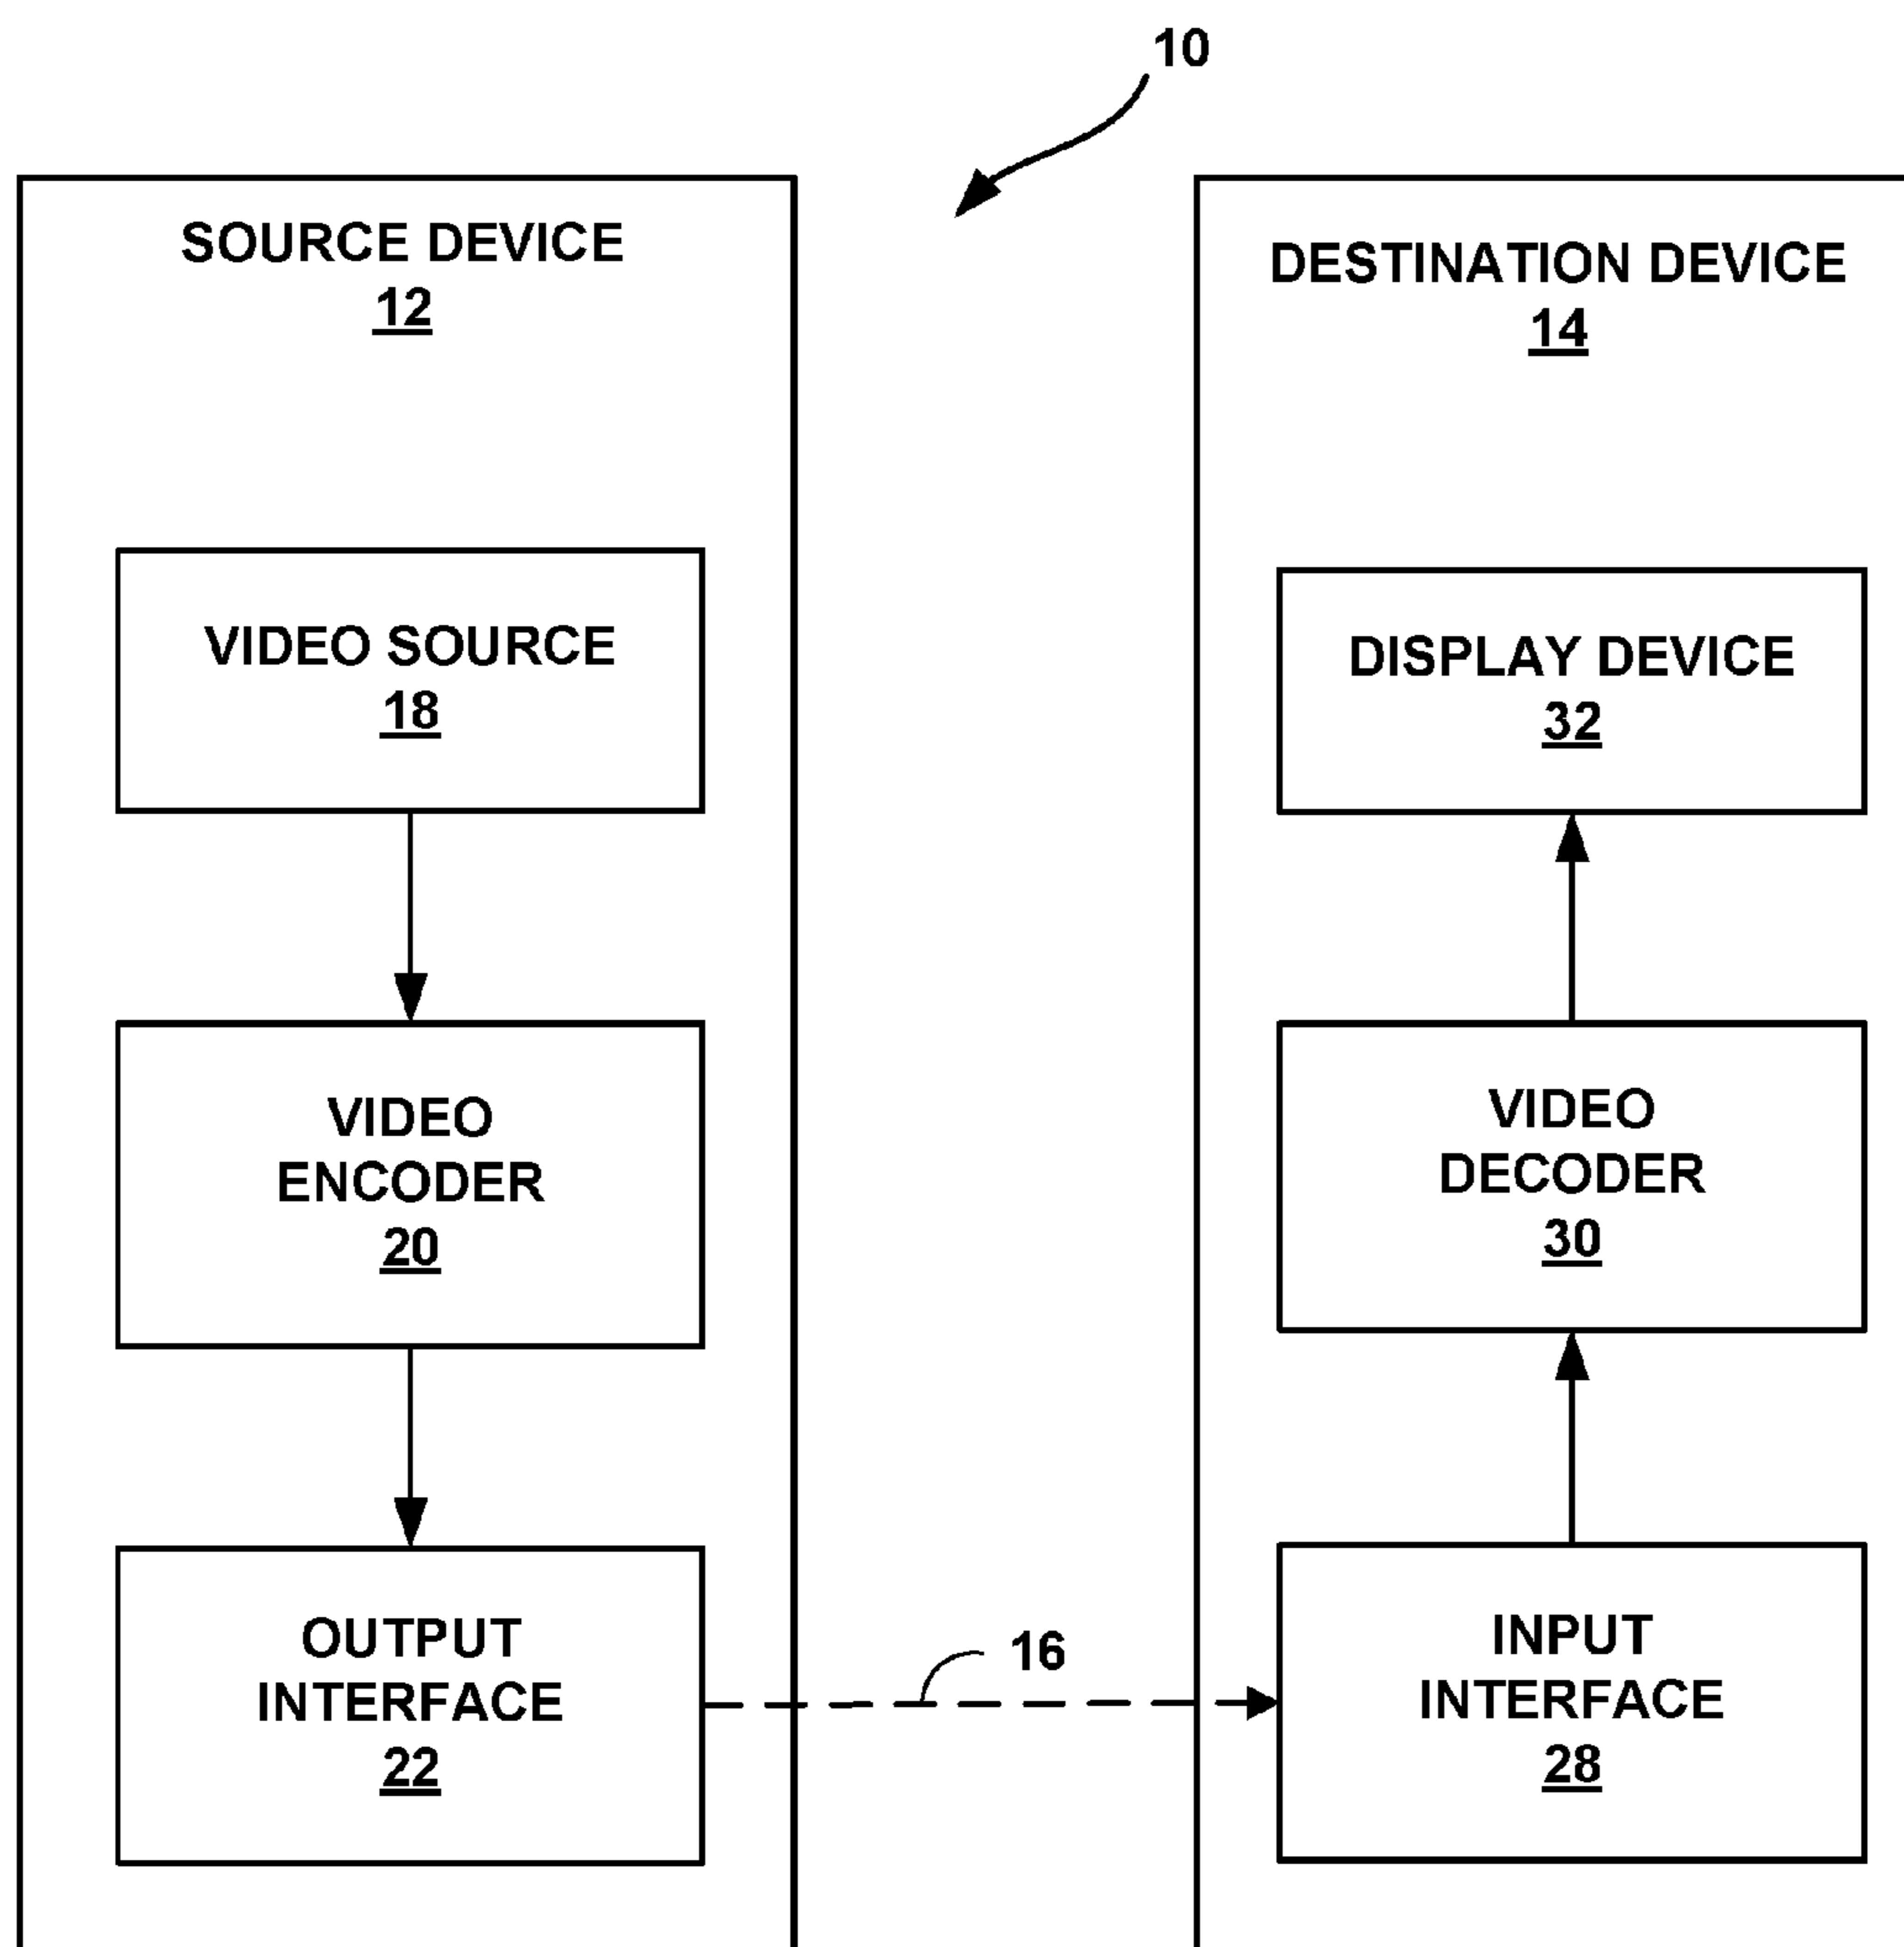 10
SOURCE DEVICE
12
VIDEO SOURCE
18
VIDEO
ENCODER
20
OUTPUT
INTERFACE
22
16
DESTINATION DEVICE
14
DISPLAY DEVICE
32
VIDEO
DECODER
30
INPUT
INTERFACE
28